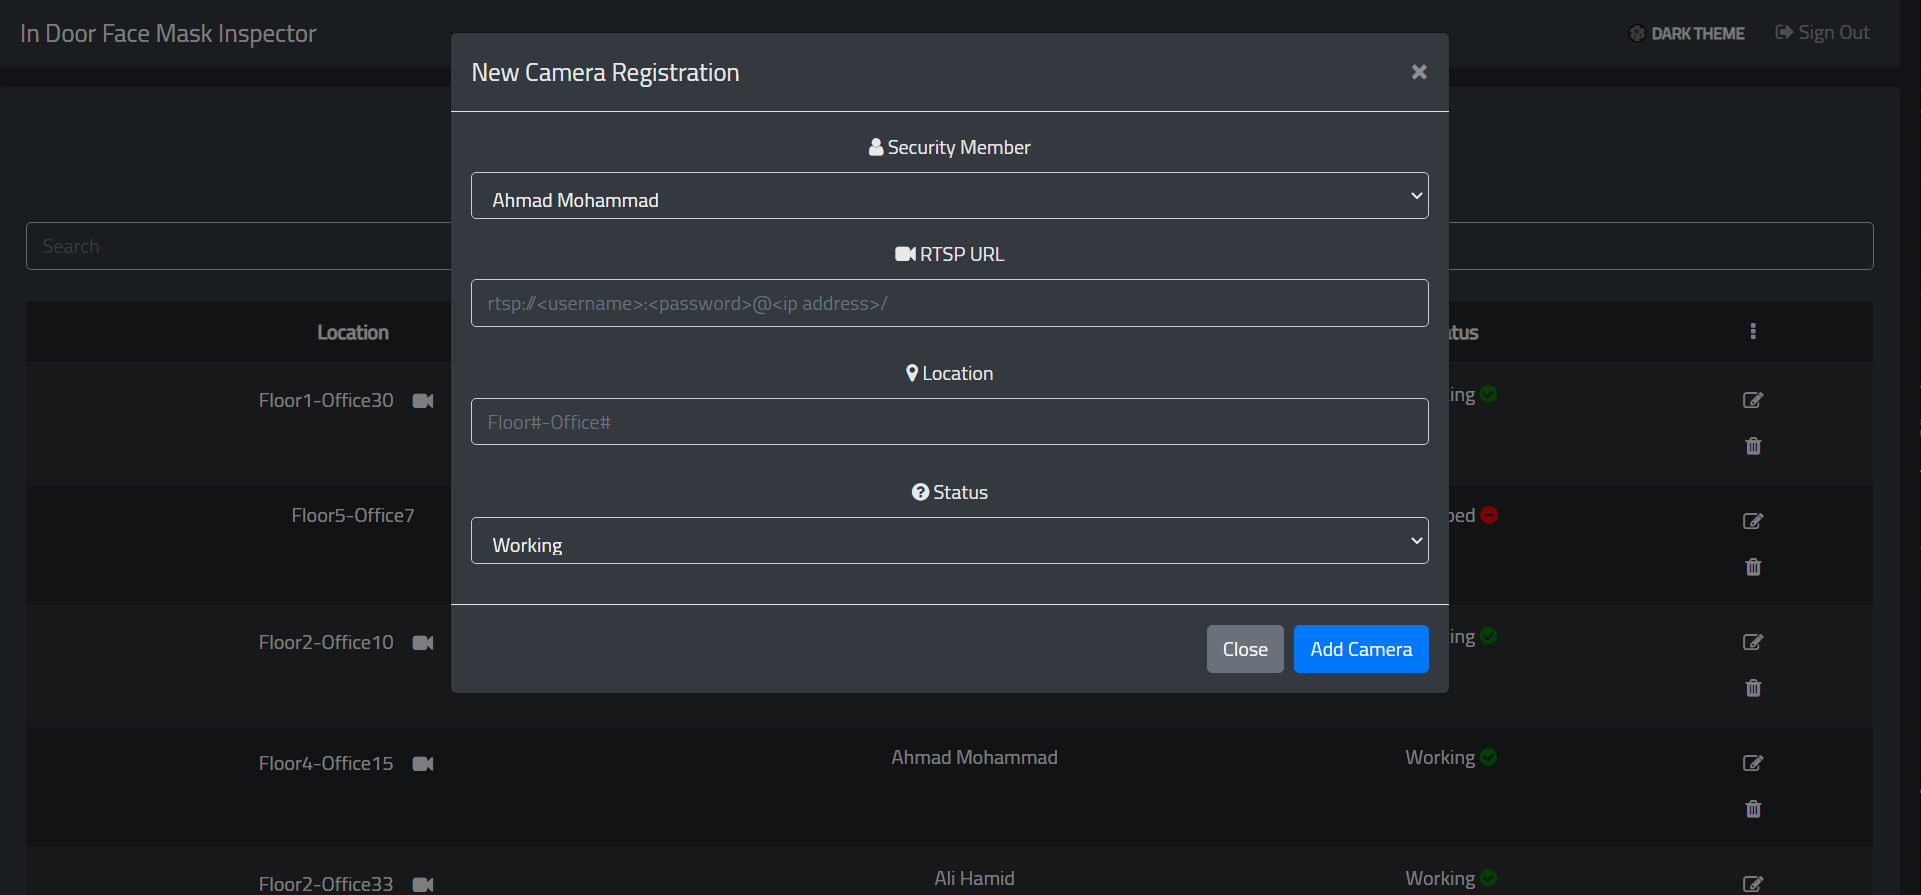 In Door Face Mask Inspector
DARK THEME
Sign Out
New Camera Registration
×
Security Member
Ahmad Mohammad
RTSP URL
rtsp://<username>:<password>@<ip address>/
Location
Floor#-Office#
Status
Working
Close
Add Camera
Search
Location
tus
Floor1-Office30
ing
Floor5-Office7
ped
Floor2-Office10
ing
Floor4-Office15
Ahmad Mohammad
Working
Floor2-Office33
Ali Hamid
Working